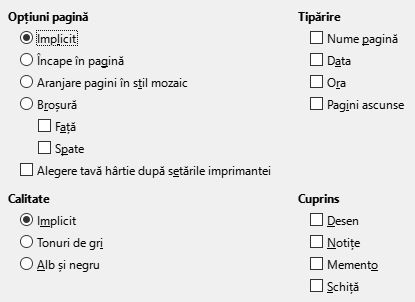 Opțiuni pagină
Implicit
Încape în pagină
Aranjare pagini în stil mozaic
Broșură
Față
Spate
Alegere tavă hârtie după setările imprimantei
Tipărire
Nume pagină
Data
Ora
Pagini ascunse
Calitate
Implicit
Tonuri de gri
Alb și negru
Cuprins
Desen
Notițe
Memento
Schiță